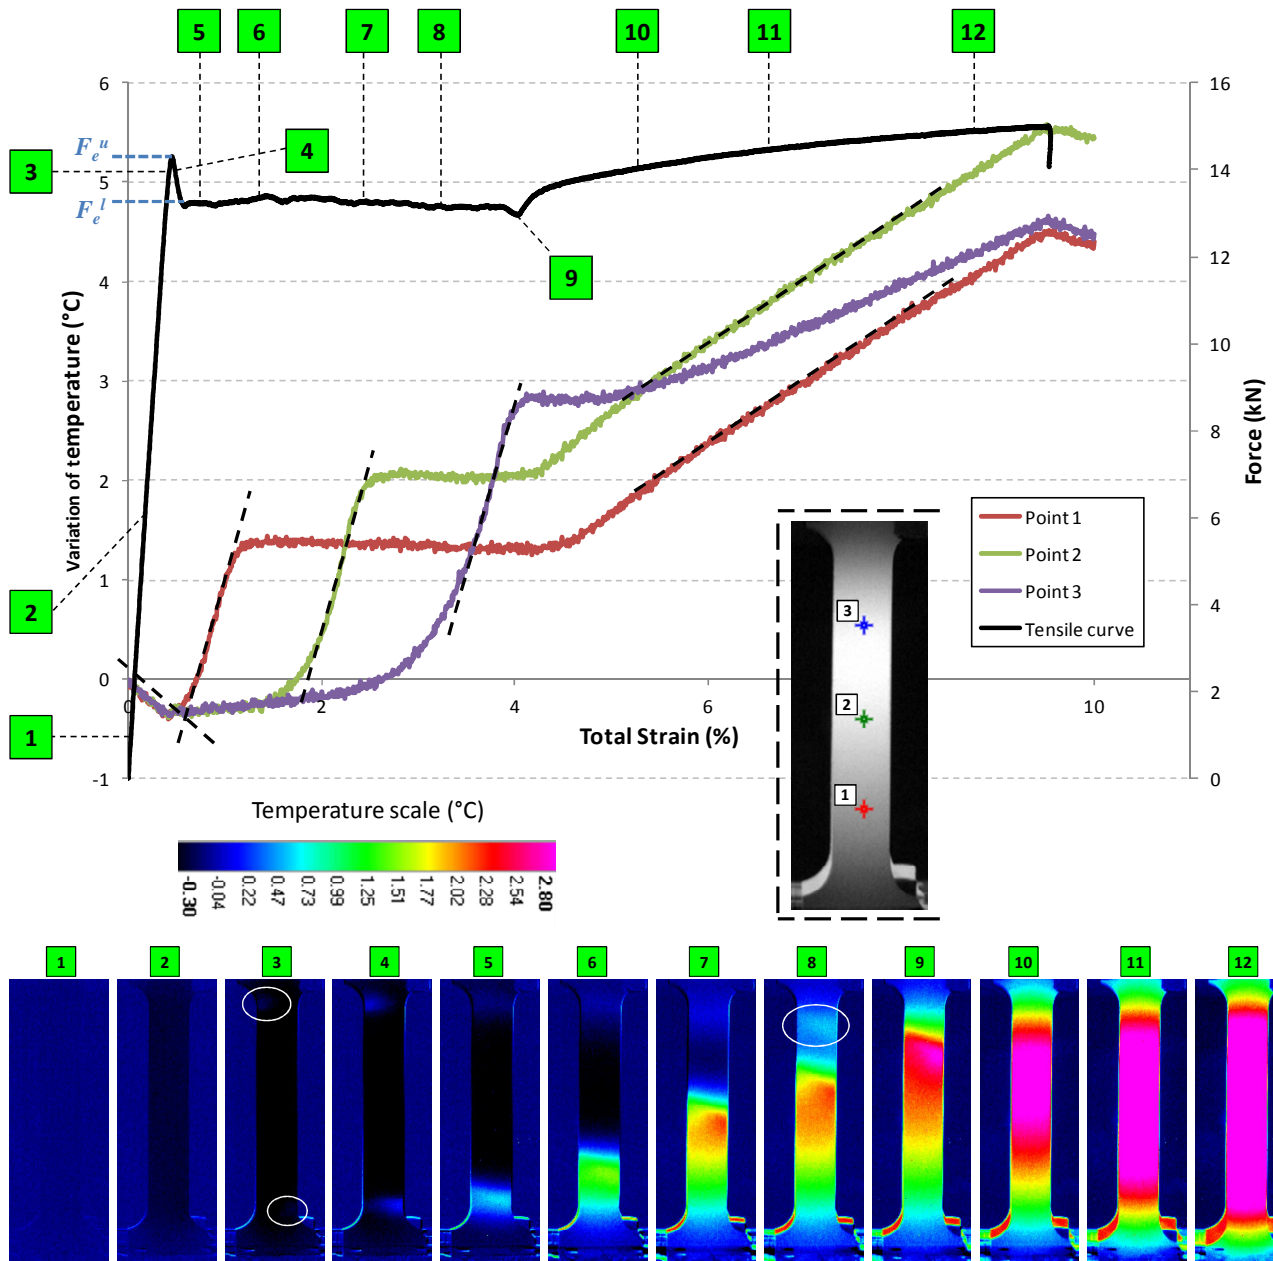 5 6 7 8 10 11 12
6 16
F_e^u
4
3
14
5
F_e^l
9
12
4
Variation of temperature (°C)
10
3
Force (kN)
8
2
Point 1
6
Point 2
3
1
Point 3
2
4
Tensile curve
0
2
0 2 4 6 10
2
1
Total Strain (%)
1
-1 0
Temperature scale (°C)
-0.30 -0.04 0.22 0.47 0.73 0.99 1.25 1.51 1.77 2.02 2.28 2.54 2.80
1 2 3 4 5 6 7 8 9 10 11 12